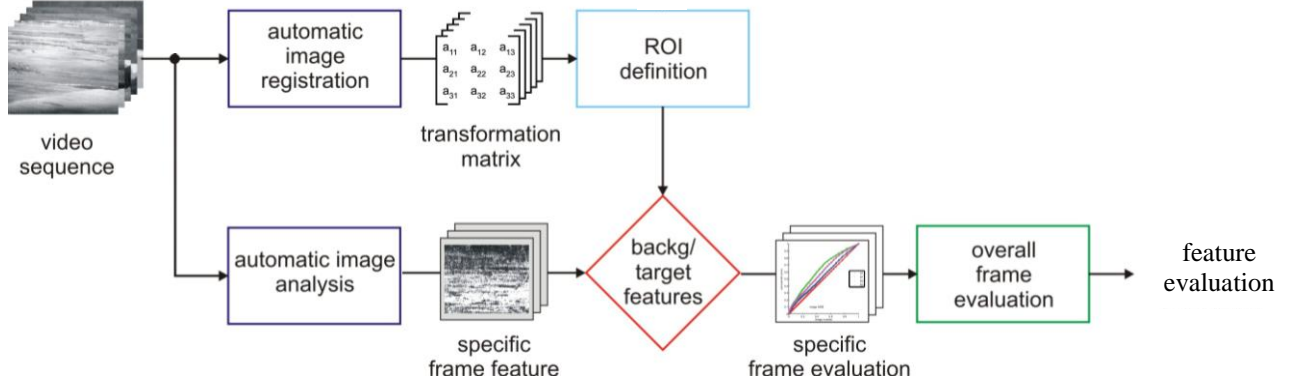 automatic
image
registration
a11 a12 a13
a21 a22 a23
a31 a32 a33
ROI
definition
video
sequence
transformation
matrix
automatic image
analysis
backg/
target
features
overall
frame
evaluation
feature
evaluation
specific
frame feature
specific
frame evaluation